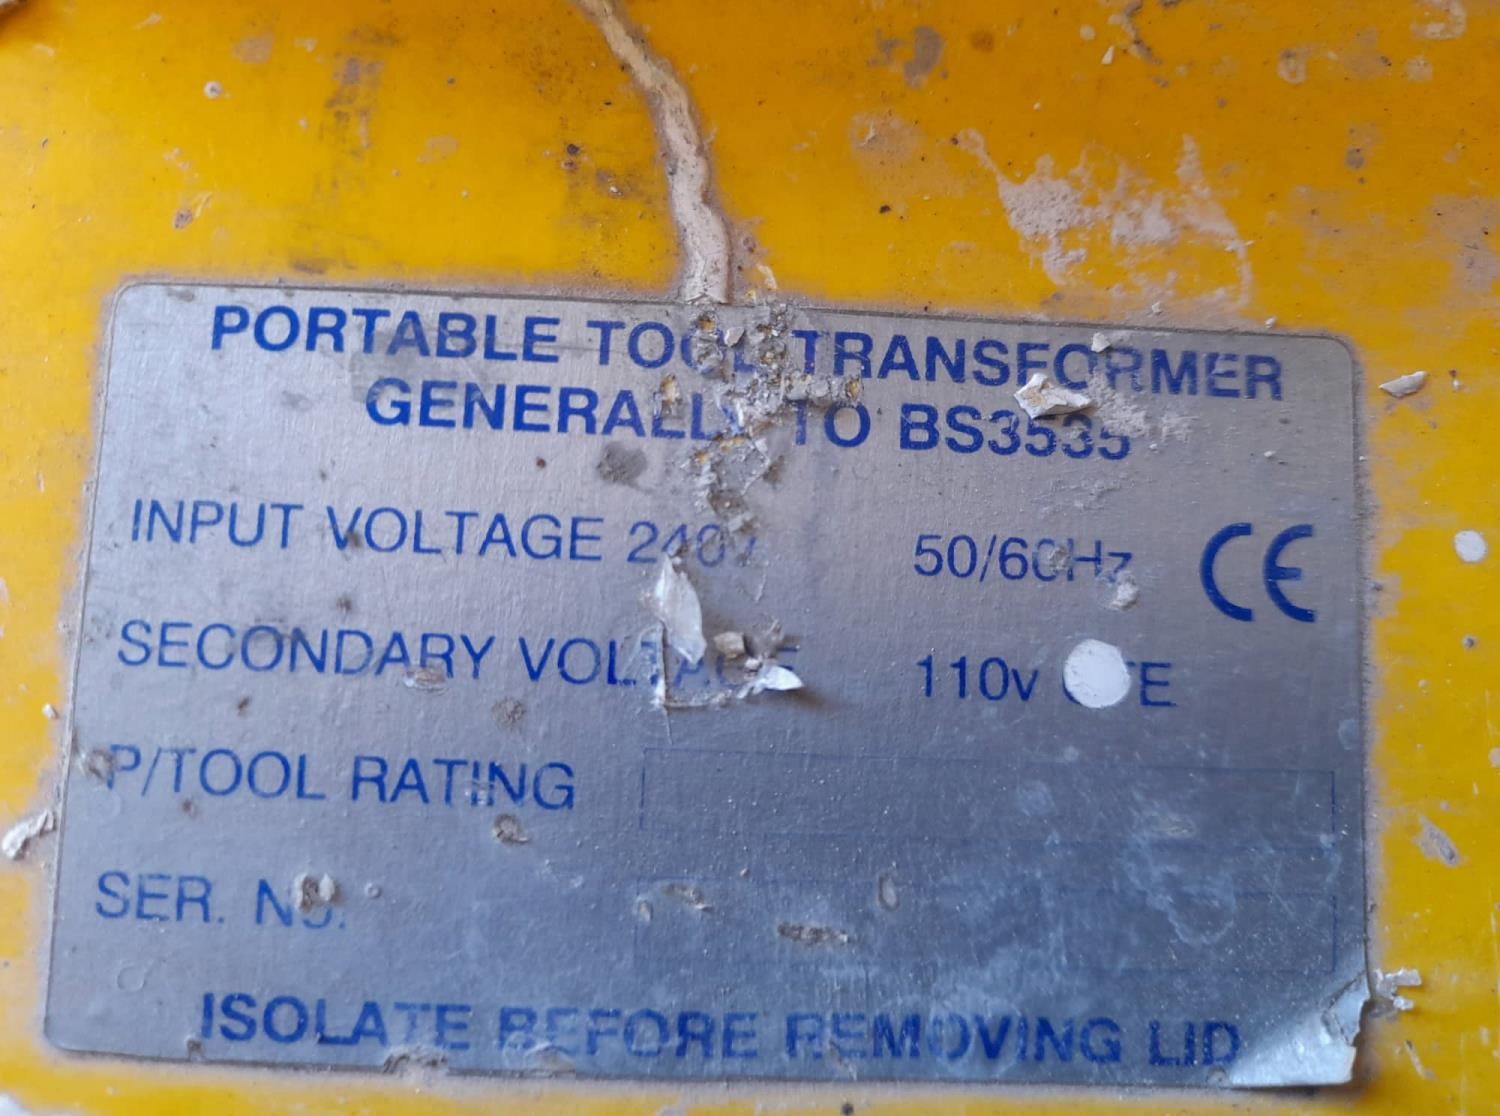 PORTABLE TOOL TRANSFORMER
GENERALLY TO BS3535
INPUT VOLTAGE 240v 50/60Hz CE
SECONDARY VOLTAGE 110v
P/TOOL RATING
SER. No.
ISOLATE BEFORE REMOVING LID